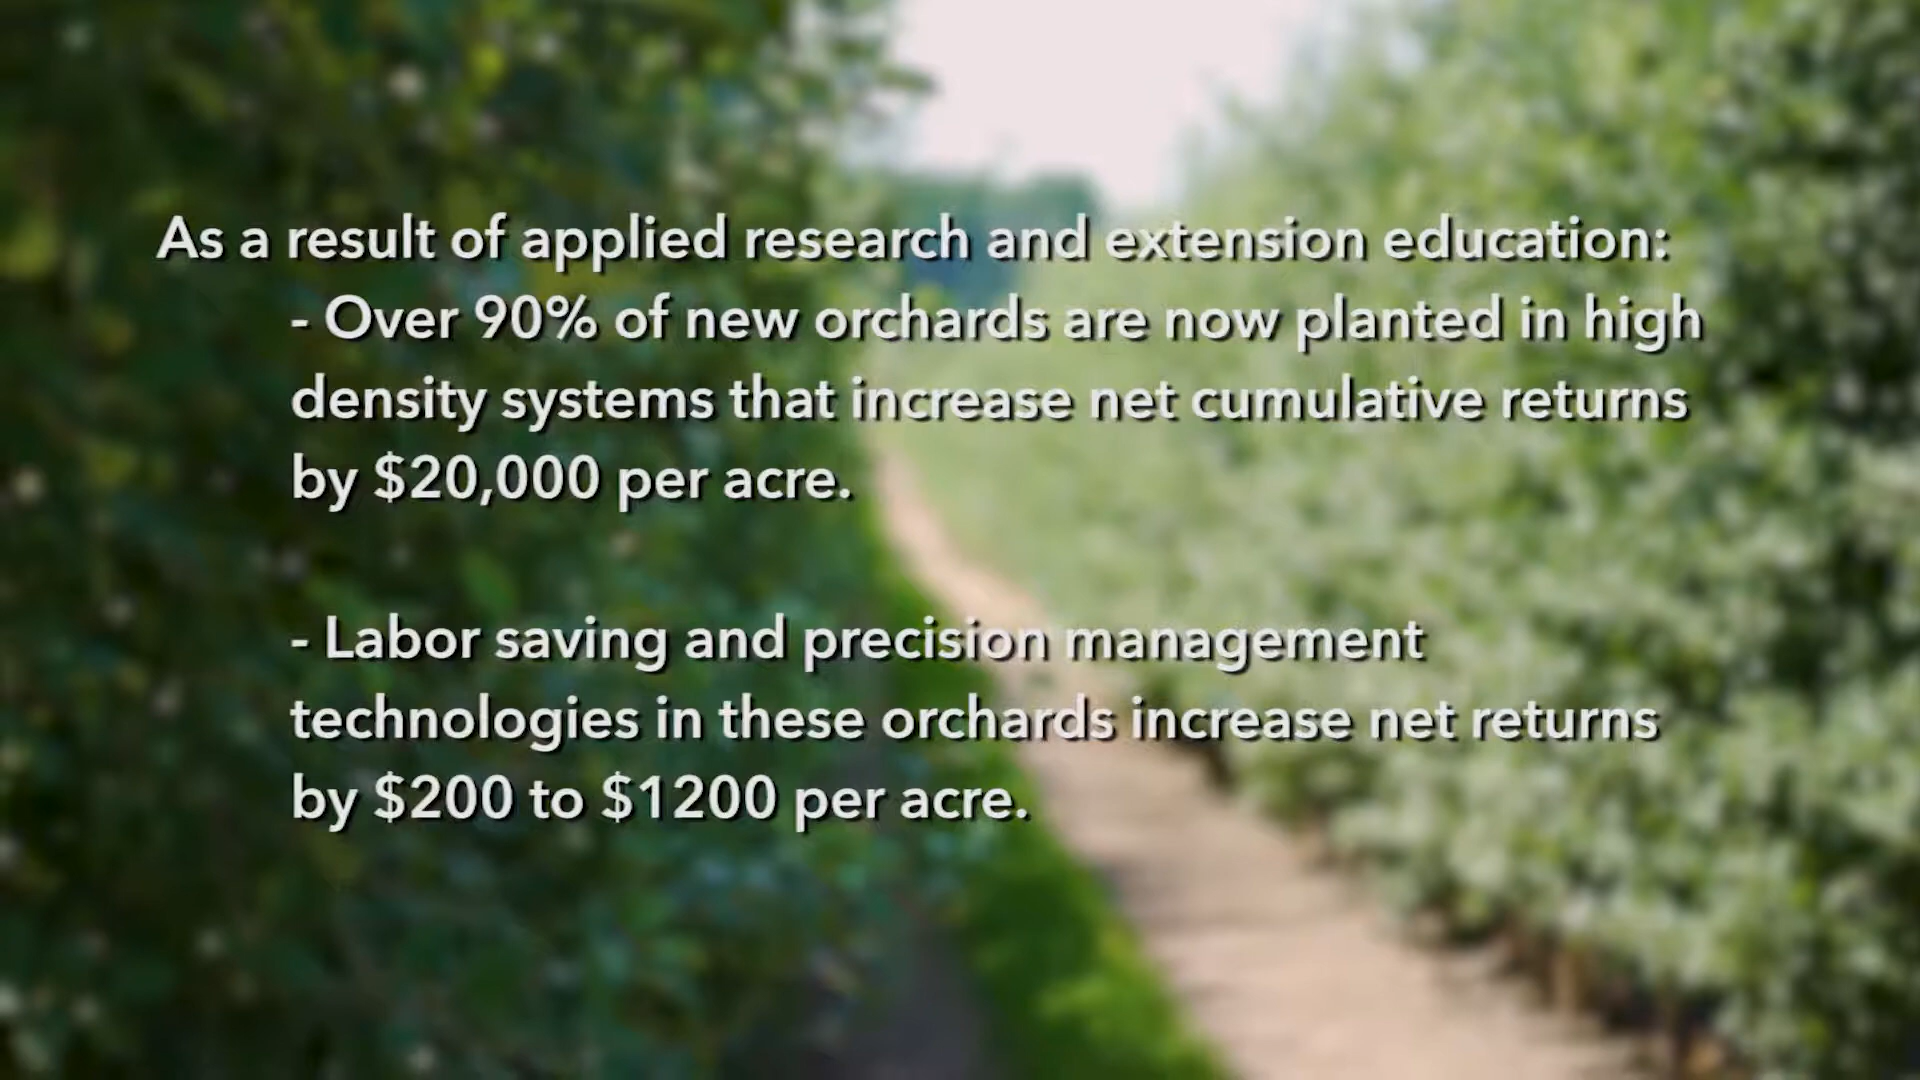 As a result of applied research and extension education:
- Over 90% of new orchards are now planted in high
density systems that increase net cumulative returns
by $20,000 per acre.
- Labor saving and precision management
technologies in these orchards increase net returns
by $200 to $1200 per acre.